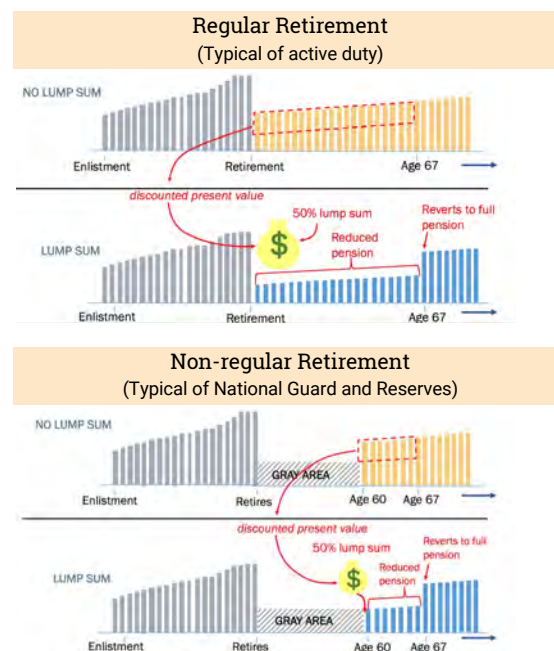 Regular Retirement
(Typical of active duty)
NO LUMP SUM
Enlistment
Retirement
Age 67
discounted present value
50% lump sum
Reverts to full
pension
Reduced
pension
LUMP SUM
$
Enlistment
Retirement
Age 67
Non-regular Retirement
(Typical of National Guard and Reserves)
NO LUMP SUM
GRAY AREA
Enlistment
Retires
Age 60
Age 67
discounted present value
50% lump sum
Reverts to full
pension
Reduced
pension
LUMP SUM
$
GRAY AREA
Enlistment
Retires
Age 60
Age 67